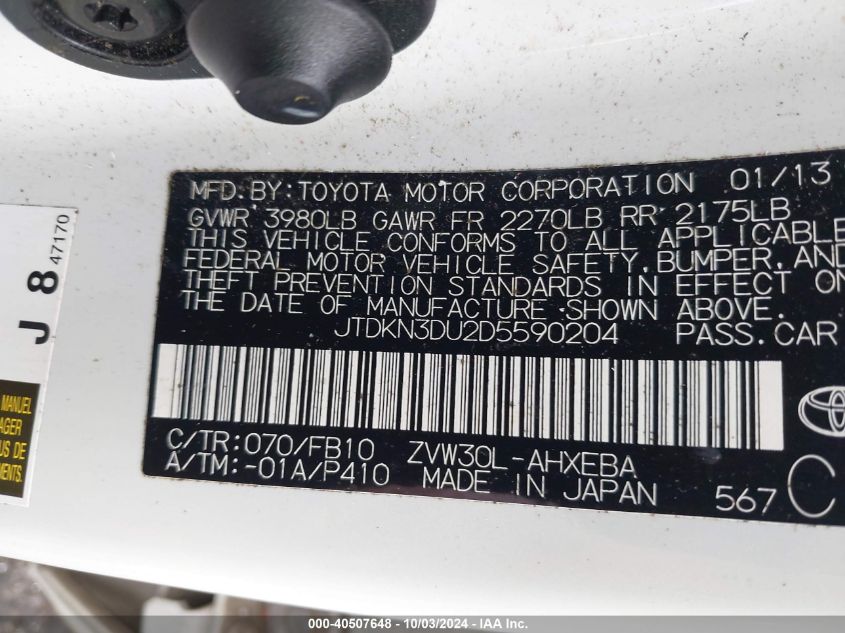 MFD.BY:TOYOTA MOTOR CORPORATION 01/13
GVWR 3980LB GAWR FR 2270LB RR 2175LB
THIS VEHICLE CONFORMS TO ALL APPLICABLE
FEDERAL MOTOR VEHICLE SAFETY,BUMPER,AND
THEFT PREVENTION STANDARDS IN EFFECT ON
THE DATE OF MANUFACTURE SHOWN ABOVE.
JTDKN3DU2D5590204 PASS.CAR
C/TR:070/FB10 ZVW30L-AHXEBA
A/TM:-01A/P410 MADE IN JAPAN 567 C
J 8 47170
MANUEL
AGER
US DE
000-40507648 - 10/03/2024 - IAA Inc.